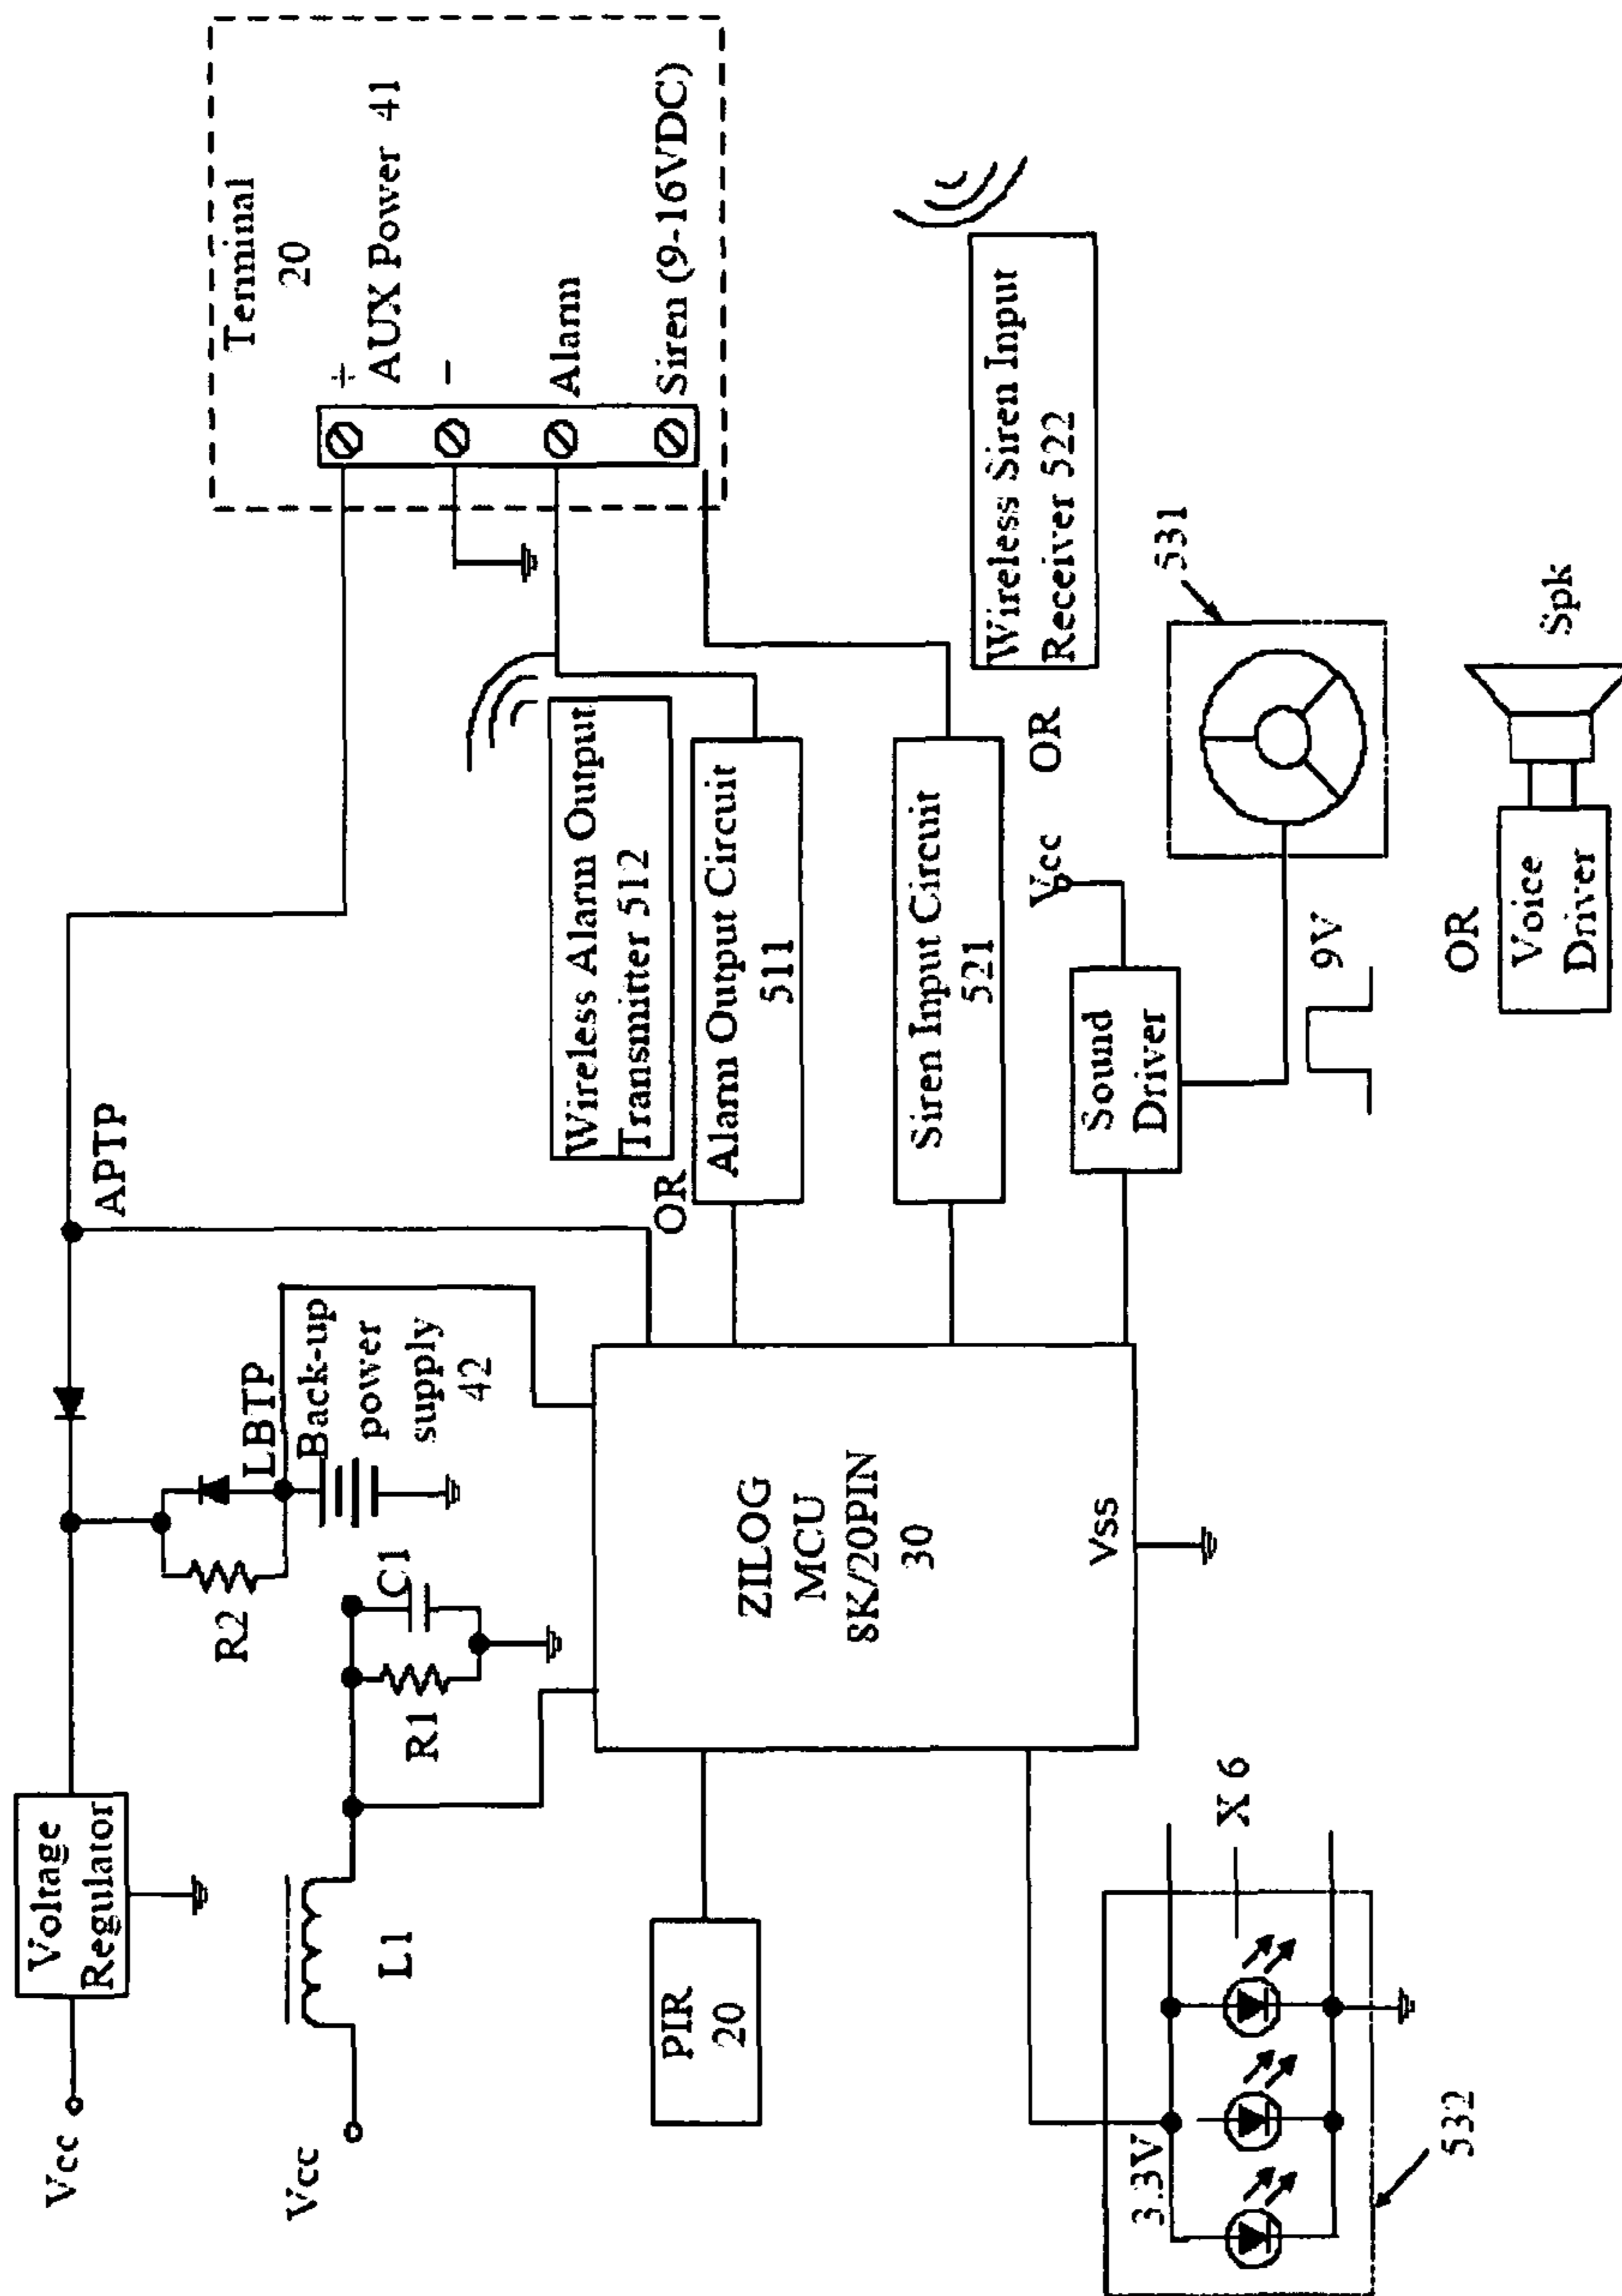 Vcc
Voltage
Regulator
APTP
Terminal
20
+
AUX Power 41
-
Alarm
Siren (9-16VDC)
R2
LBTP
Back-up
power
supply
42
Vcc
L1
R1
C1
Wireless Alarm Output
Transmitter 512
OR
Alarm Output Circuit
511
Siren Input Circuit
521
Wireless Siren Input
Receiver 522
OR
PIR
20
ZILOG
MCU
8K/20PIN
30
Vss
Vcc
Sound
Driver
531
9V
3.3V
X 6
532
OR
Voice
Driver
Spk